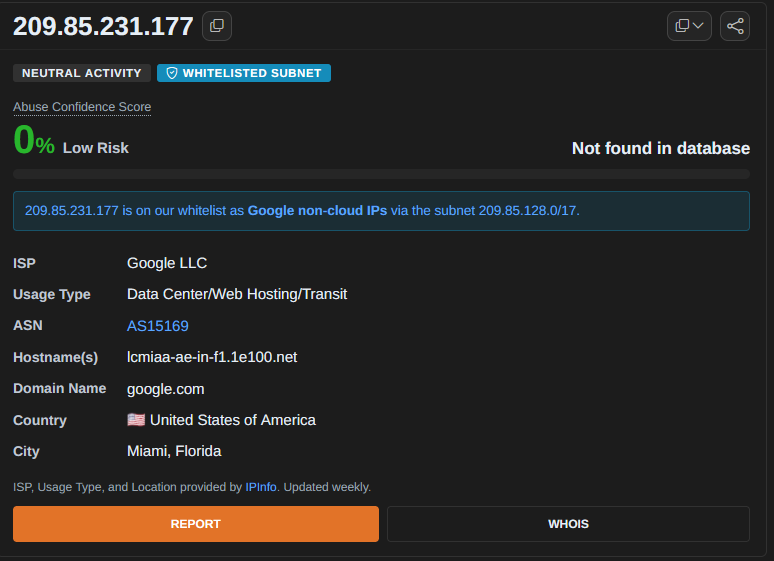 209.85.231.177
NEUTRAL ACTIVITY WHITELISTED SUBNET
Abuse Confidence Score
0% Low Risk Not found in database
209.85.231.177 is on our whitelist as Google non-cloud IPs via the subnet 209.85.128.0/17.
ISP Google LLC
Usage Type Data Center/Web Hosting/Transit
ASN AS15169
Hostname(s) lcmiaa-ae-in-f1.1e100.net
Domain Name google.com
Country United States of America
City Miami, Florida
ISP, Usage Type, and Location provided by IPInfo. Updated weekly.
REPORT WHOIS